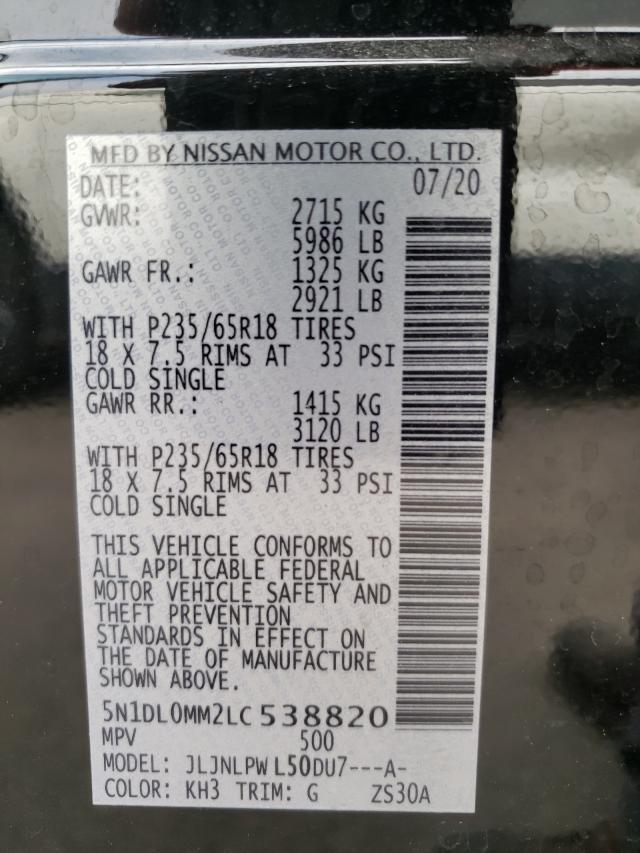 MFD BY NISSAN MOTOR CO., LTD.
DATE: 07/20
GVWR: 2715 KG
5986 LB
GAWR FR.: 1325 KG
2921 LB
WITH P235/65R18 TIRES
18 X 7.5 RIMS AT 33 PSI
COLD SINGLE
GAWR RR.: 1415 KG
3120 LB
WITH P235/65R18 TIRES
18 X 7.5 RIMS AT 33 PSI
COLD SINGLE
THIS VEHICLE CONFORMS TO
ALL APPLICABLE FEDERAL
MOTOR VEHICLE SAFETY AND
THEFT PREVENTION
STANDARDS IN EFFECT ON
THE DATE OF MANUFACTURE
SHOWN ABOVE.
5N1DL0MM2LC 538820
MPV 500
MODEL: JLJNLPW L50DU7---A-
COLOR: KH3 TRIM: G ZS30A